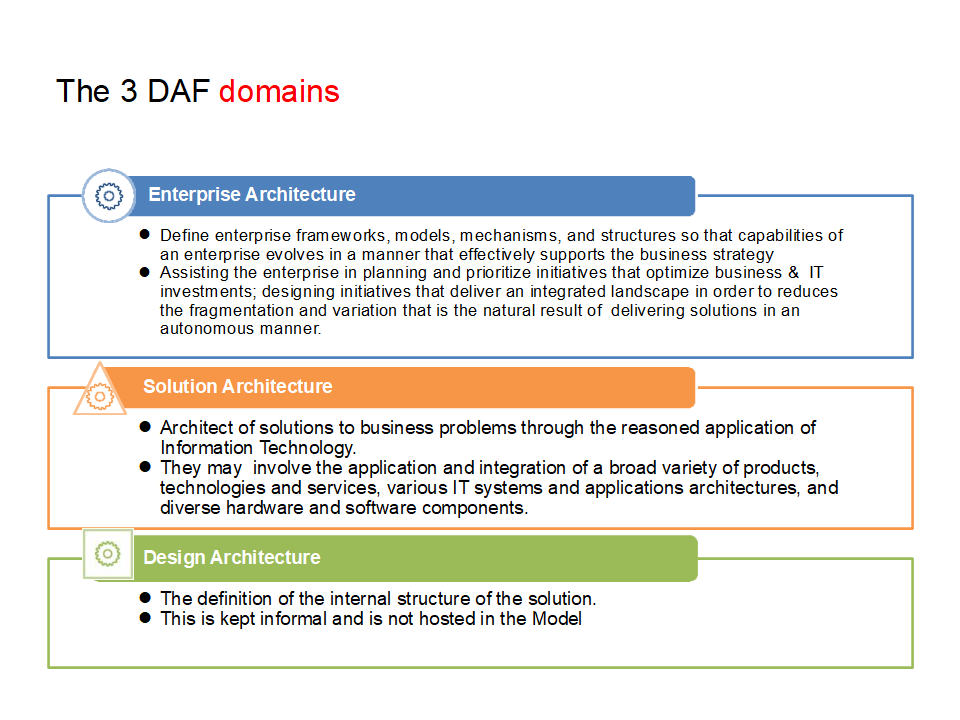 The 3 DAF domains
Enterprise Architecture
● Define enterprise frameworks, models, mechanisms, and structures so that capabilities of
an enterprise evolves in a manner that effectively supports the business strategy
● Assisting the enterprise in planning and prioritize initiatives that optimize business &  IT
investments; designing initiatives that deliver an integrated landscape in order to reduces
the fragmentation and variation that is the natural result of  delivering solutions in an
autonomous manner.
Solution Architecture
● Architect of solutions to business problems through the reasoned application of
Information Technology.
● They may  involve the application and integration of a broad variety of products,
technologies and services, various IT systems and applications architectures, and
diverse hardware and software components.
Design Architecture
● The definition of the internal structure of the solution.
● This is kept informal and is not hosted in the Model